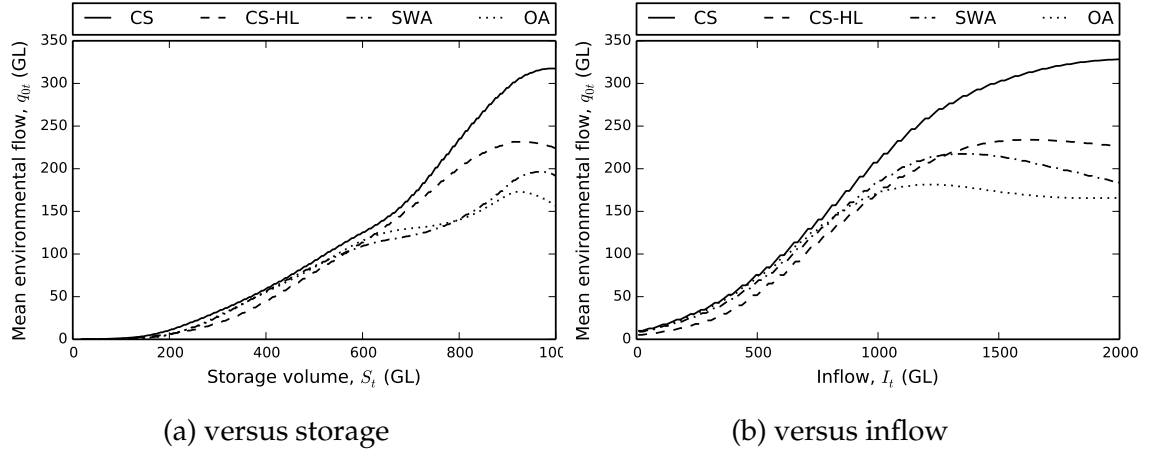 CS CS-HL SWA OA
Mean environmental flow, q0t (GL)
350
300
250
200
150
100
50
0
0 200 400 600 800 100
Storage volume, St (GL)
(a) versus storage
CS CS-HL SWA OA
Mean environmental flow, q0t (GL)
350
300
250
200
150
100
50
0
0 500 1000 1500 2000
Inflow, It (GL)
(b) versus inflow